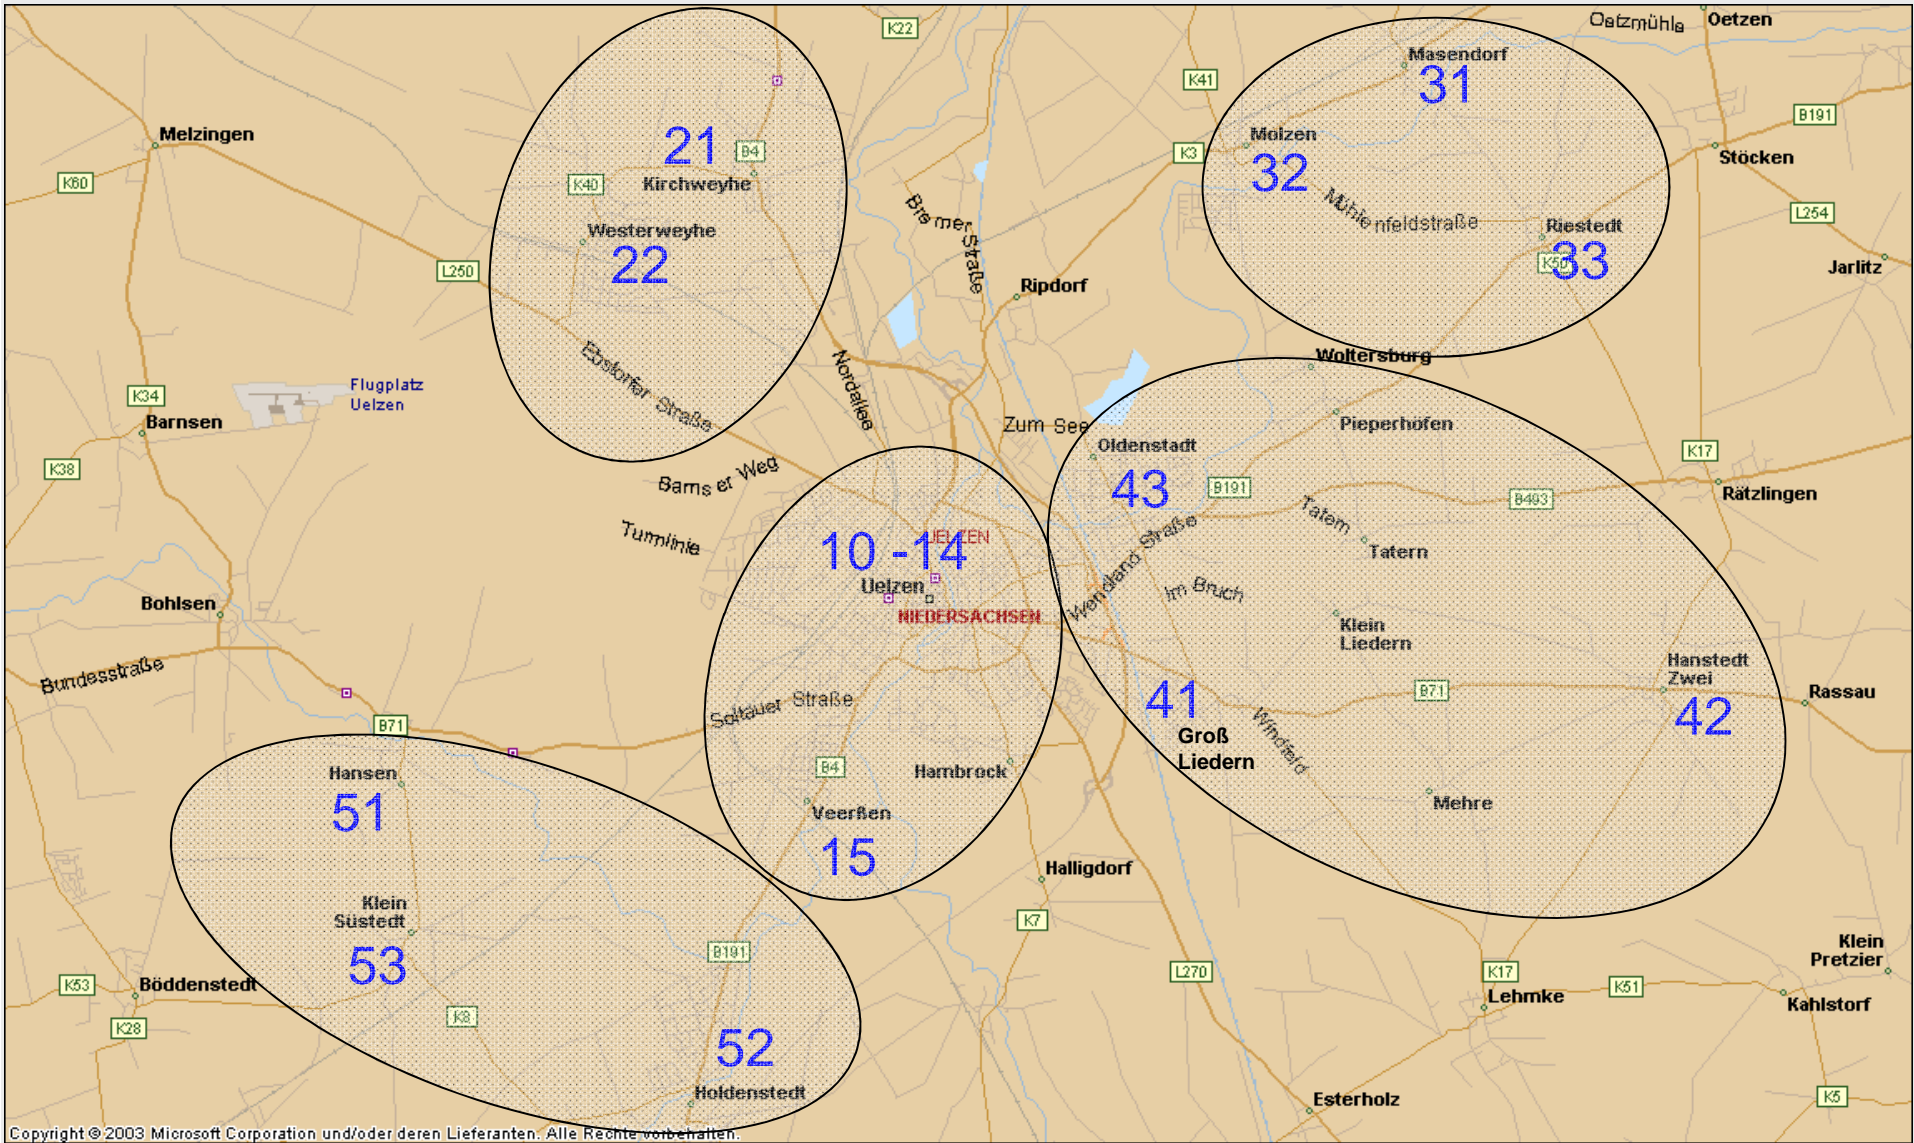 K22
Oetzmühle
Oetzen
Masendorf
31
K41
Melzingen
21
B4
Molzen
B191
K3
Stöcken
32
K60
K40
Kirchweyhe
Bremer Straße
Mühlenfeldstraße
L254
Westerweyhe
Riestedt
22
K50
33
L250
Jarlitz
Ripdorf
Ebstorfer Straße
Nordallee
Woltersburg
Flugplatz
Uelzen
K34
Barnsen
Zum See
Pieperhöfen
Oldenstadt
K17
K38
Barnser Weg
43
B191
B493
Rätzlingen
Turmlinie
UELZEN
10 -14
Wendland Straße
Tatern
Tatern
Uelzen
Im Bruch
Bohlsen
NIEDERSACHSEN
Klein
Liedern
Bundesstraße
Hanstedt
Zwei
Soltauer Straße
41
B71
42
Rassau
B71
Groß
Liedern
Windfeld
Hansen
B4
Hambrock
51
Veerßen
Mehre
15
Halligdorf
Klein
Süstedt
K7
53
B191
Klein
Pretzier
K53
Böddenstedt
L270
K17
K51
Lehmke
Kahlstorf
K28
K8
52
Holdenstedt
Esterholz
K5
Copyright © 2003 Microsoft Corporation und/oder deren Lieferanten. Alle Rechte vorbehalten.